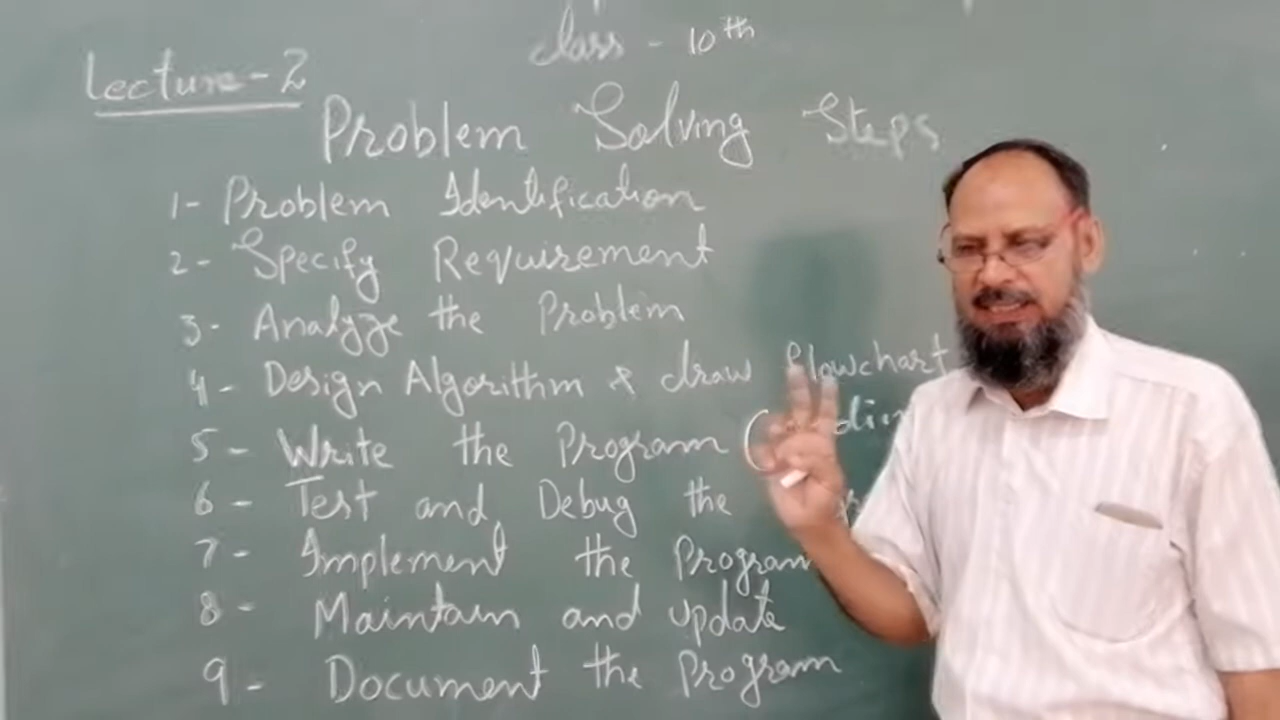 class - 10th
Lecture-2
Problem Solving Steps
1- Problem Identification
2- Specify Requirement
3- Analyze the Problem
4- Design Algorithm & draw flowchart
5- Write the Program
6- Test and Debug the
7- Implement the Program
8- Maintain and update
9- Document the Program